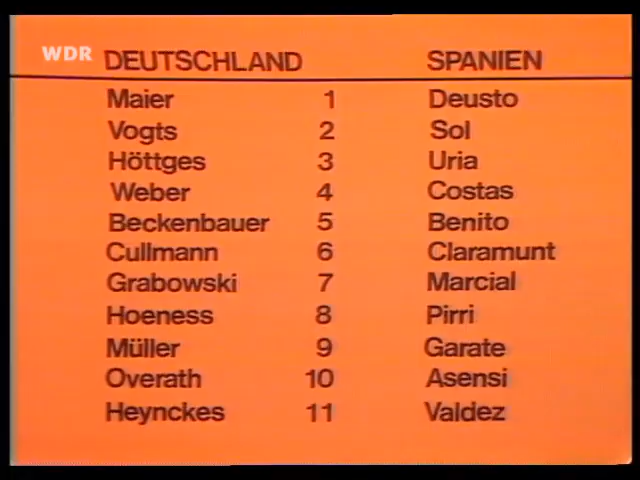 WDR DEUTSCHLAND SPANIEN
Maier 1 Deusto
Vogts 2 Sol
Höttges 3 Uria
Weber 4 Costas
Beckenbauer 5 Benito
Cullmann 6 Claramunt
Grabowski 7 Marcial
Hoeness 8 Pirri
Müller 9 Garate
Overath 10 Asensi
Heynckes 11 Valdez